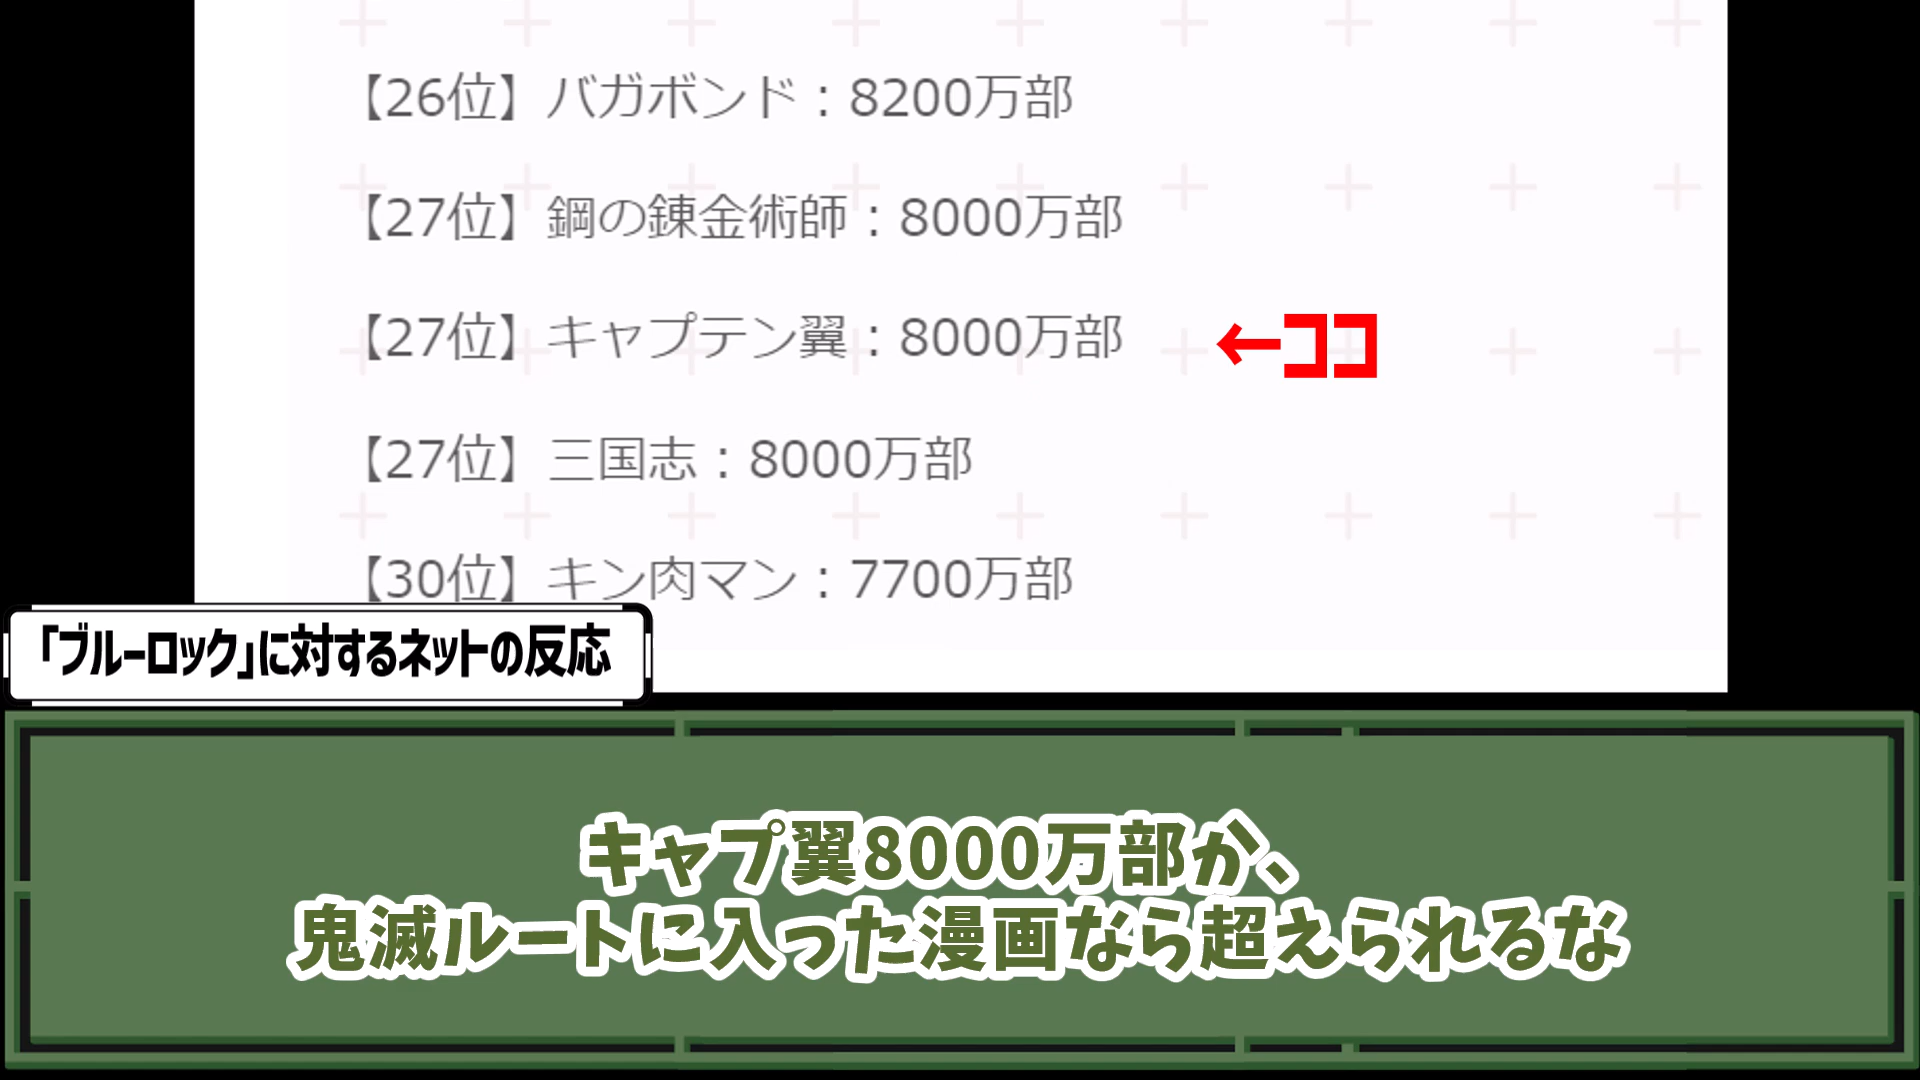 【26位】バガボンド：8200万部
【27位】鋼の錬金術師：8000万部
【27位】キャプテン翼：8000万部
←ココ
【27位】三国志：8000万部
【30位】キン肉マン：7700万部
「ブルーロック」に対するネットの反応
キャプ翼8000万部か、
鬼滅ルートに入った漫画なら超えられるな